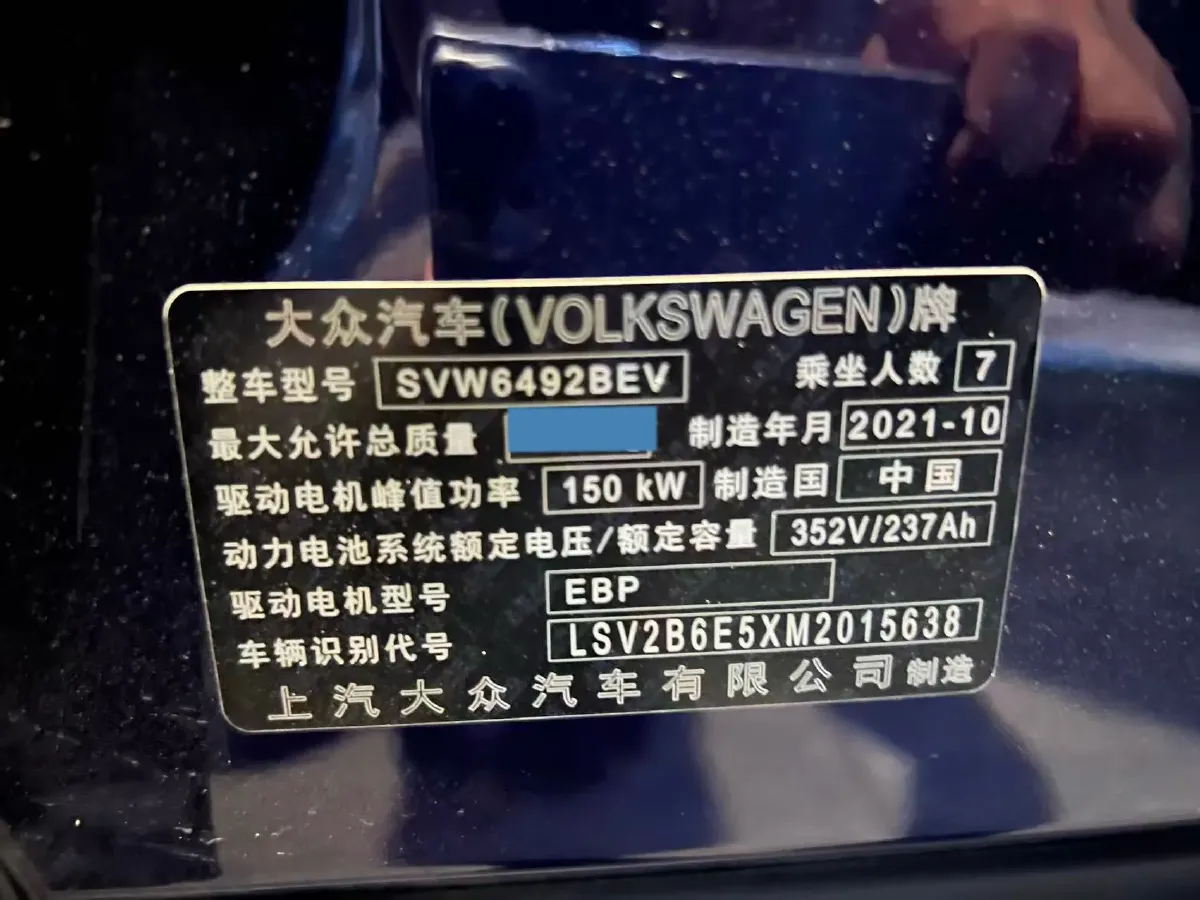 大众汽车(VOLKSWAGEN)牌
整车型号 SVW6492BEV 乘坐人数 7
最大允许总质量 制造年月 2021-10
驱动电机峰值功率 150 kW 制造国 中国
动力电池系统额定电压/额定容量 352V/237Ah
驱动电机型号 EBP
车辆识别代号 LSV2B6E5XM2015638
上汽大众汽车有限公司 制造